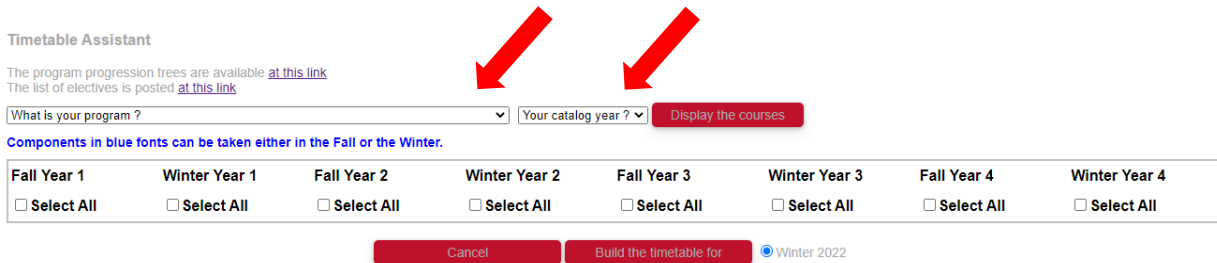 Timetable Assistant
The program progression trees are available at this link
The list of electives is posted at this link
What is your program ? Your catalog year ? Display the courses
Components in blue fonts can be taken either in the Fall or the Winter.
Fall Year 1 Winter Year 1 Fall Year 2 Winter Year 2 Fall Year 3 Winter Year 3 Fall Year 4 Winter Year 4
Select All Select All Select All Select All Select All Select All Select All Select All
Cancel Build the timetable for Winter 2022